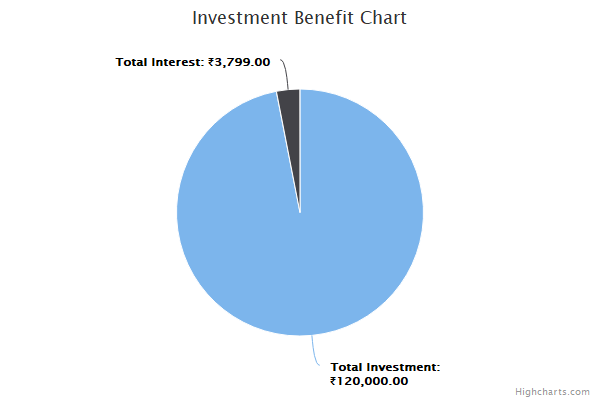 Investment Benefit Chart
Total Interest: ₹3,799.00
Total Investment:
₹120,000.00
Highcharts.com